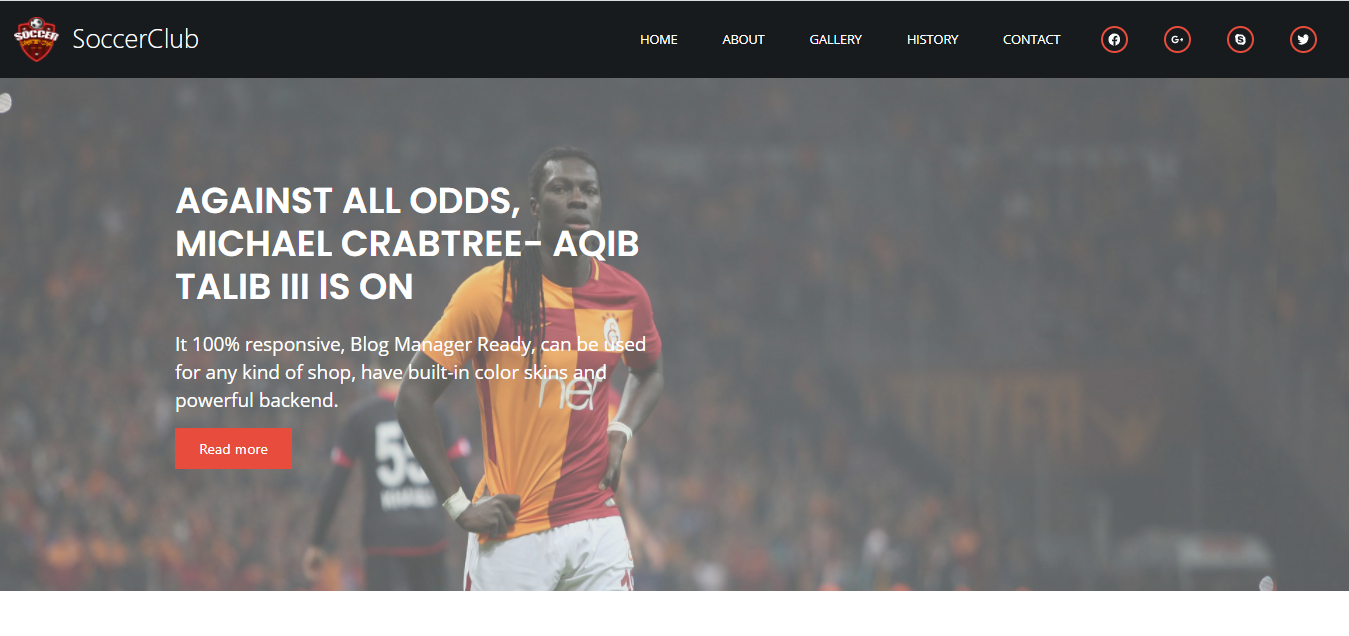 SOCCER
SoccerClub
HOME ABOUT GALLERY HISTORY CONTACT
AGAINST ALL ODDS,
MICHAEL CRABTREE- AQIB
TALIB III IS ON
It 100% responsive, Blog Manager Ready, can be used
for any kind of shop, have built-in color skins and
powerful backend.
nef
55
Read more